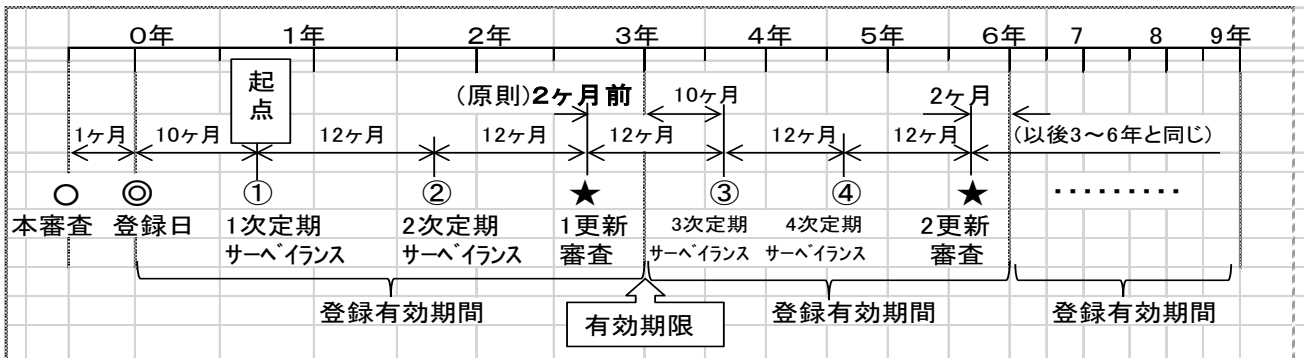 0年 1年 2年 3年 4年 5年 6年 7 8 9年
起点
(原則)2ヶ月前 10ヶ月 2ヶ月
1ヶ月 10ヶ月 12ヶ月 12ヶ月 12ヶ月 12ヶ月 12ヶ月 (以後3～6年と同じ)
○ ◎ ① ② ★ ③ ④ ★ ・・・・・・・・・
本審査 登録日 1次定期 2次定期 1更新 3次定期 4次定期 2更新
サーベイランス サーベイランス 審査 サーベイランス サーベイランス 審査
登録有効期間 登録有効期間 登録有効期間
有効期限